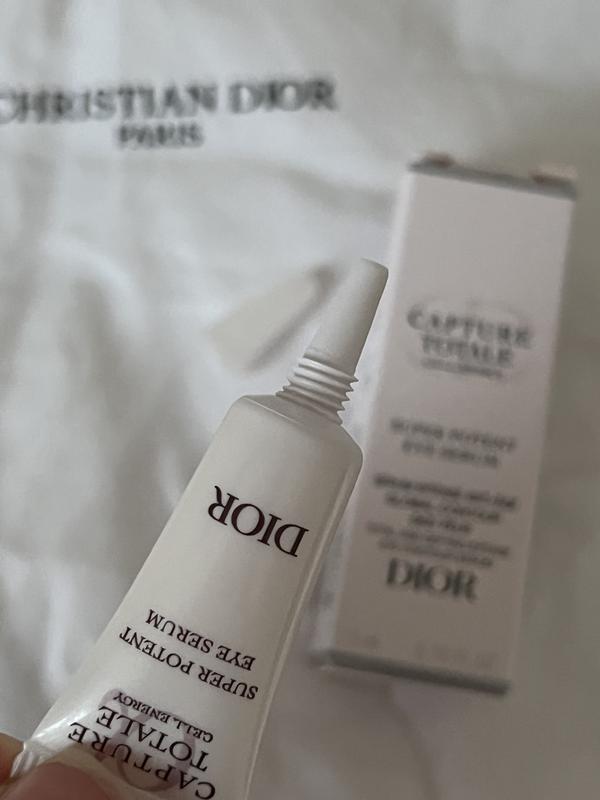 CHRISTIAN DIOR
PARIS
CAPTURE
TOTALE
SUPER POTENT
EYE SERUM
DIOR
CAPTURE
TOTALE
CELL ENERGY
SUPER POTENT
EYE SERUM
DIOR